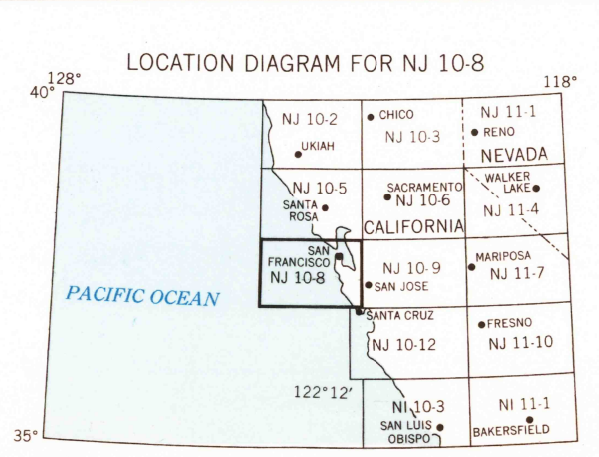 LOCATION DIAGRAM FOR NJ 10-8
128°
118°
40°
NJ 10-2
UKIAH
CHICO
NJ 10-3
NJ 11-1
RENO
NEVADA
NJ 10-5
SANTA
ROSA
SACRAMENTO
NJ 10-6
CALIFORNIA
WALKER
LAKE
NJ 11-4
SAN
FRANCISCO
NJ 10-8
NJ 10-9
SAN JOSE
MARIPOSA
NJ 11-7
PACIFIC OCEAN
SANTA CRUZ
NJ 10-12
FRESNO
NJ 11-10
122°12'
NI 10-3
SAN LUIS
OBISPO
NI 11-1
BAKERSFIELD
35°